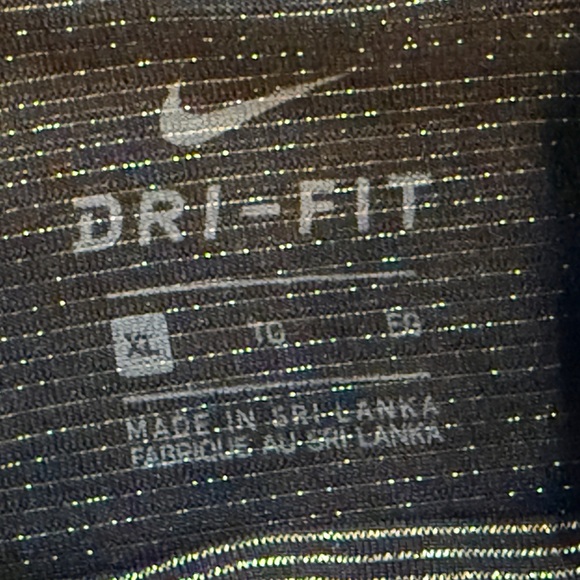 DRI-FIT
XL TG EG
MADE IN SRI LANKA
FABRIQUE AU SRI LANKA